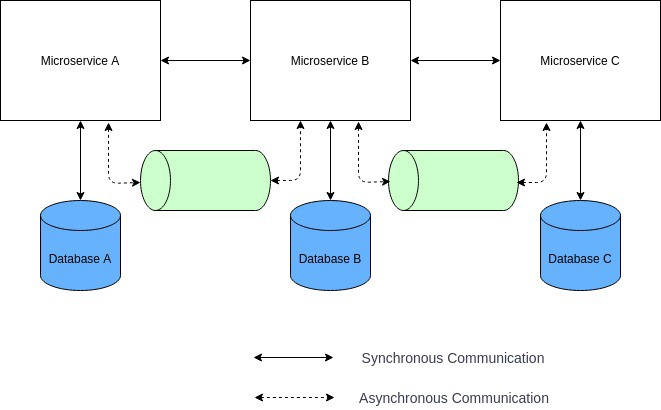 Microservice A
Microservice B
Microservice C
Database A
Database B
Database C
Synchronous Communication
Asynchronous Communication